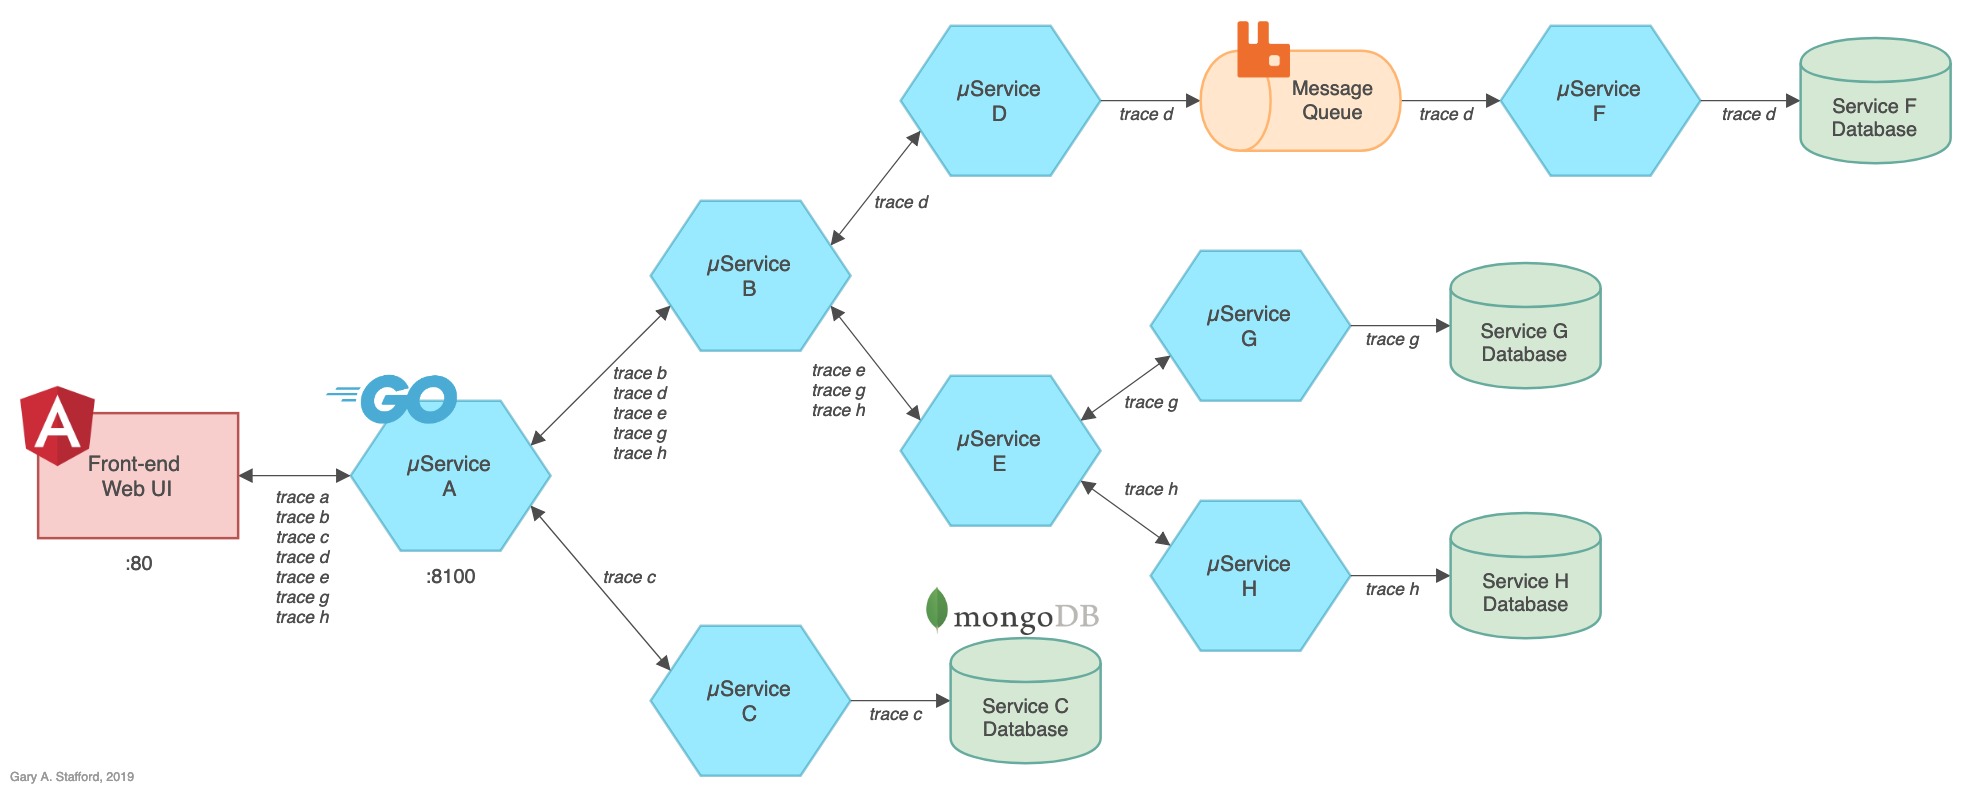 µService
D
trace d
Message
Queue
trace d
µService
F
trace d
Service F
Database
trace d
µService
B
µService
G
trace g
Service G
Database
trace b
trace d
trace e
trace g
trace h
trace e
trace g
trace h
trace g
µService
E
GO
A
Front-end
Web UI
:80
trace a
trace b
trace c
trace d
trace e
trace g
trace h
µService
A
:8100
trace h
µService
H
trace h
Service H
Database
trace c
mongoDB
µService
C
trace c
Service C
Database
Gary A. Stafford, 2019